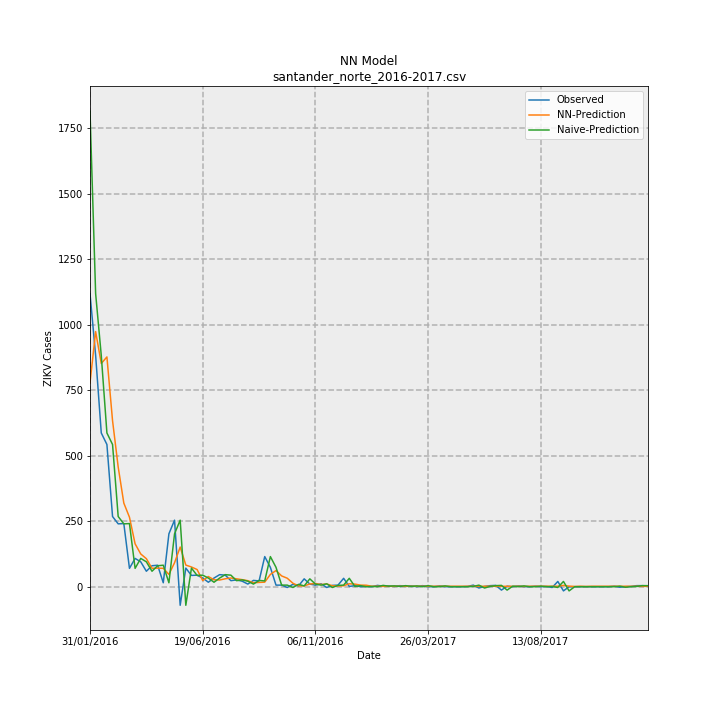 NN Model
santander_norte_2016-2017.csv
Observed
NN-Prediction
Naive-Prediction
ZIKV Cases
1750
1500
1250
1000
750
500
250
0
31/01/2016
19/06/2016
06/11/2016
26/03/2017
13/08/2017
Date